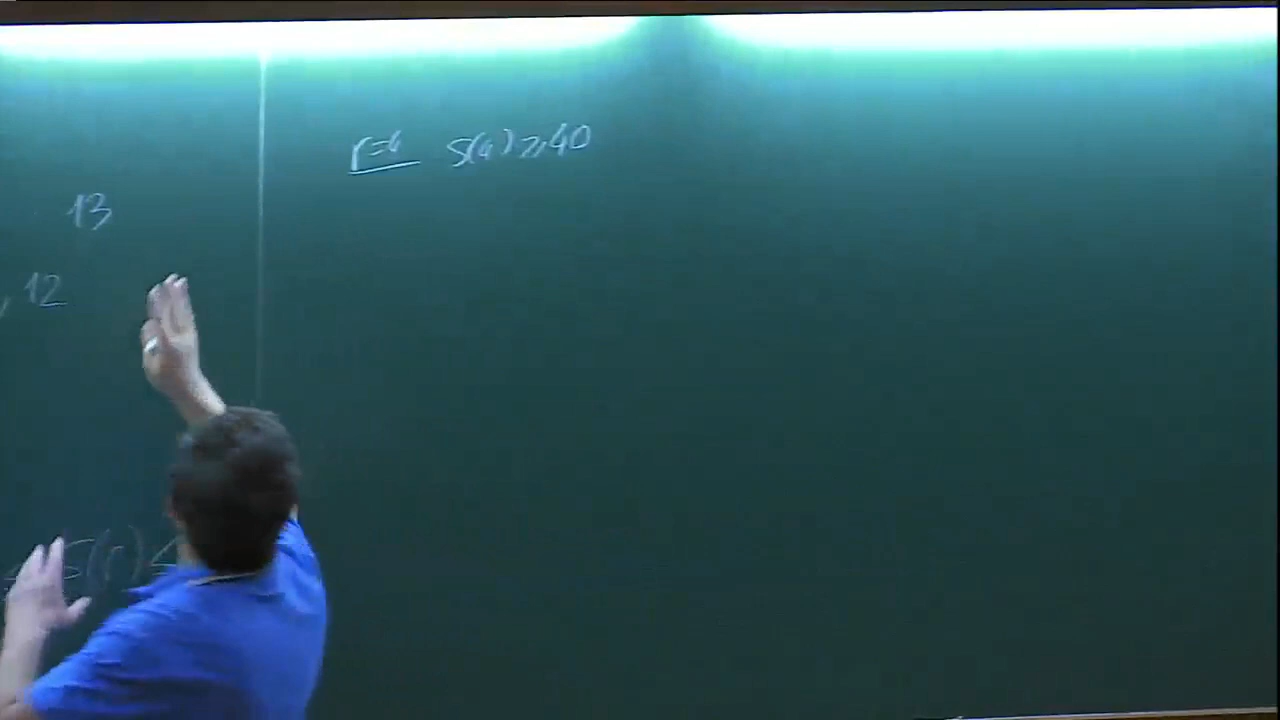 13
, 12
S(r) ≤
r=4 S(4) ≥ 40